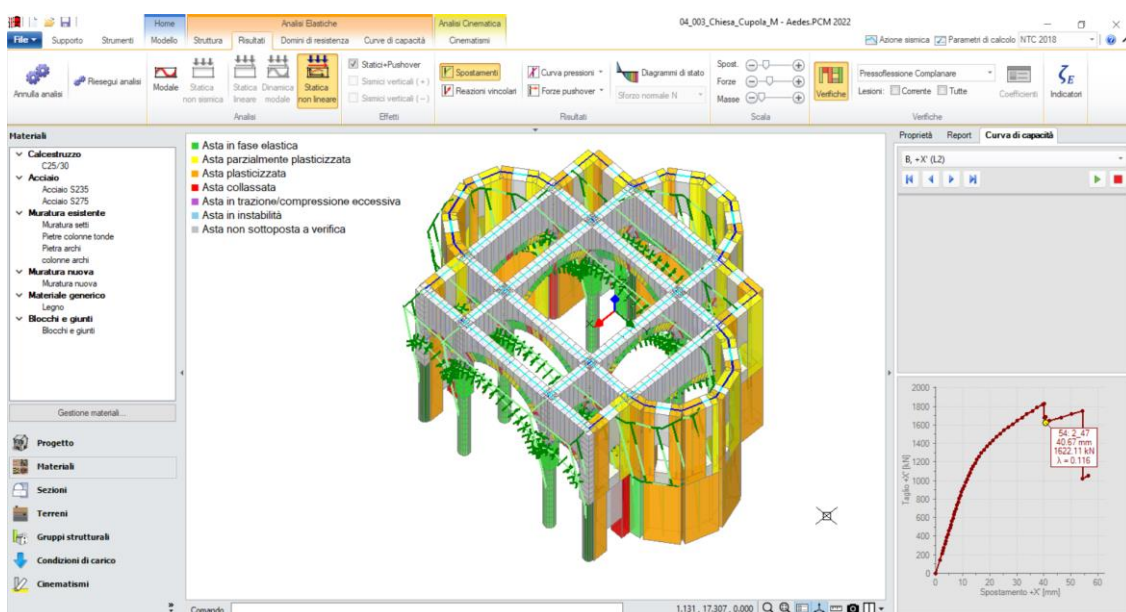 04_003_Chiesa_Cupola_M - Aedes.PCM 2022
Home
Analisi Elastiche
Analisi Cinematica
File
Supporto
Strumenti
Modello
Struttura
Risultati
Domini di resistenza
Curve di capacità
Cinematismi
Azione sismica
Parametri di calcolo
NTC 2018
Annulla analisi
Riesegui analisi
Modale
Statica non sismica
Statica lineare
Dinamica modale
Statica non lineare
Analisi
Statici+Pushover
Sismici verticali (+)
Sismici verticali (−)
Effetti
Spostamenti
Reazioni vincolari
Curva pressioni
Forze pushover
Diagrammi di stato
Sforzo normale N
Risultati
Spost.
Forze
Masse
Scala
Verifiche
Pressoflessione Complanare
Lesioni:
Corrente
Tutte
Coefficienti
Verifiche
ζE
Indicatori
Materiali
Calcestruzzo
C25/30
Acciaio
Acciaio S235
Acciaio S275
Muratura esistente
Muratura setti
Pietre colonne tonde
Pietra archi
colonne archi
Muratura nuova
Muratura nuova
Materiale generico
Legno
Blocchi e giunti
Blocchi e giunti
Gestione materiali...
Progetto
Materiali
Sezioni
Terreni
Gruppi strutturali
Condizioni di carico
Cinematismi
Asta in fase elastica
Asta parzialmente plasticizzata
Asta plasticizzata
Asta collassata
Asta in trazione/compressione eccessiva
Asta in instabilità
Asta non sottoposta a verifica
X
Comando
1.131 , 17.307 , 0.000
Proprietà
Report
Curva di capacità
B, +X' (L2)
2000
1800
1600
1400
1200
1000
800
600
400
200
0
Taglio +X' [kN]
54: 2_47
40.67 mm
1622.11 kN
λ = 0.116
0 10 20 30 40 50 60
Spostamento +X' [mm]